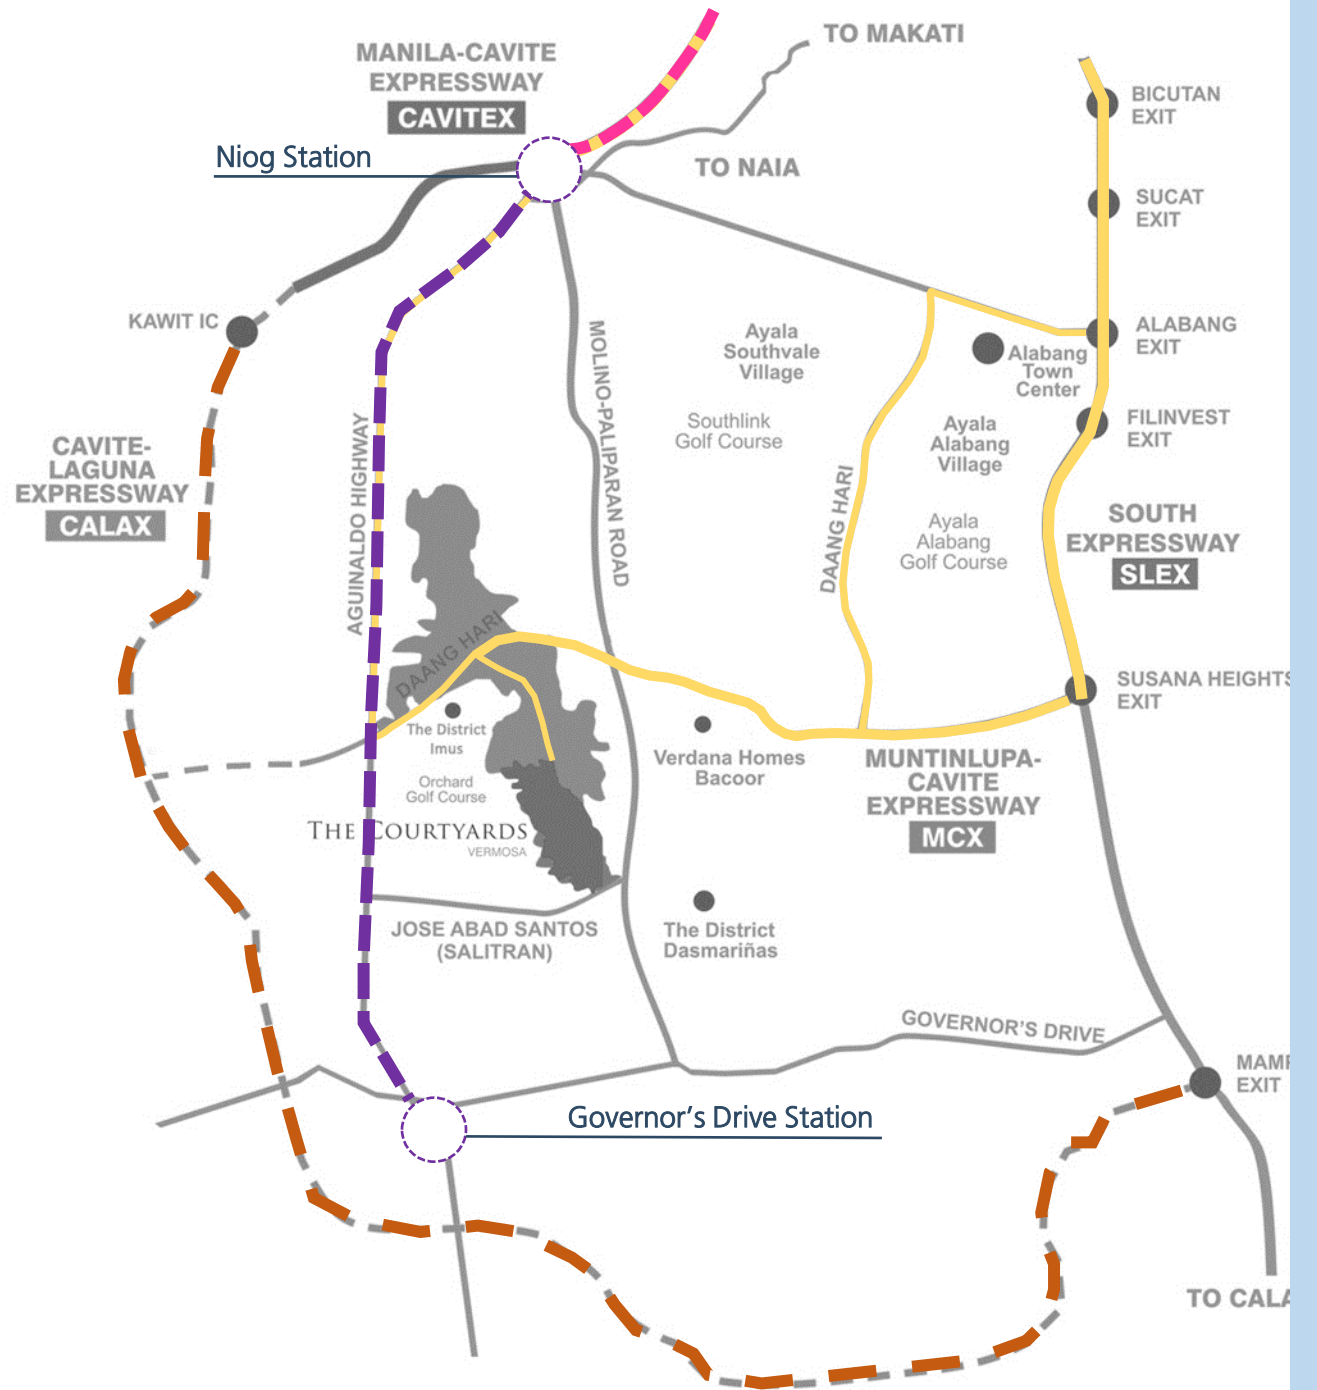 TO MAKATI
MANILA-CAVITE
EXPRESSWAY
CAVITEX
BICUTAN
EXIT
Niog Station
TO NAIA
SUCAT
EXIT
KAWIT IC
ALABANG
EXIT
Ayala
Southvale
Village
Alabang
Town
Center
MOLINO-PALIPARAN ROAD
Southlink
Golf Course
Ayala
Alabang
Village
FILINVEST
EXIT
CAVITE-
LAGUNA
EXPRESSWAY
CALAX
AGUINALDO HIGHWAY
DAANG HARI
Ayala
Alabang
Golf Course
SOUTH
EXPRESSWAY
SLEX
DAANG HARI
SUSANA HEIGHTS
EXIT
The District
Imus
Verdana Homes
Bacoor
MUNTINLUPA-
CAVITE
EXPRESSWAY
MCX
Orchard
Golf Course
THE COURTYARDS
VERMOSA
JOSE ABAD SANTOS
(SALITRAN)
The District
Dasmariñas
GOVERNOR'S DRIVE
EXIT
Governor's Drive Station
TO